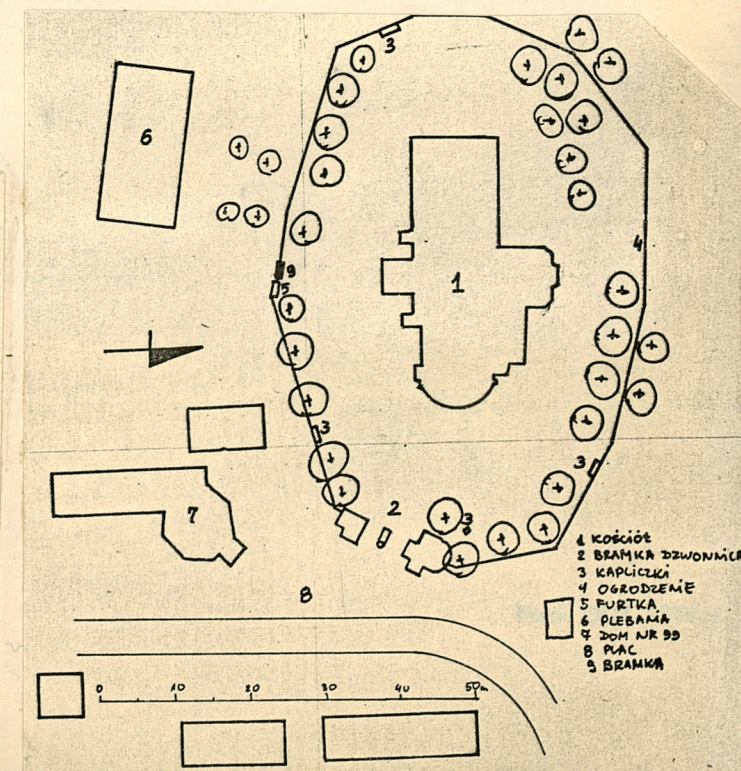 3
6
4
9
5
1
3
3
2
3
7
8
1 KOŚCIÓŁ
2 BRAMKA DZWONNICA
3 KAPLICZKI
4 OGRODZENIE
5 FURTKA
6 PLEBANIA
7 DOM NR 99
8 PLAC
9 BRAMKA
0 10 20 30 40 50m